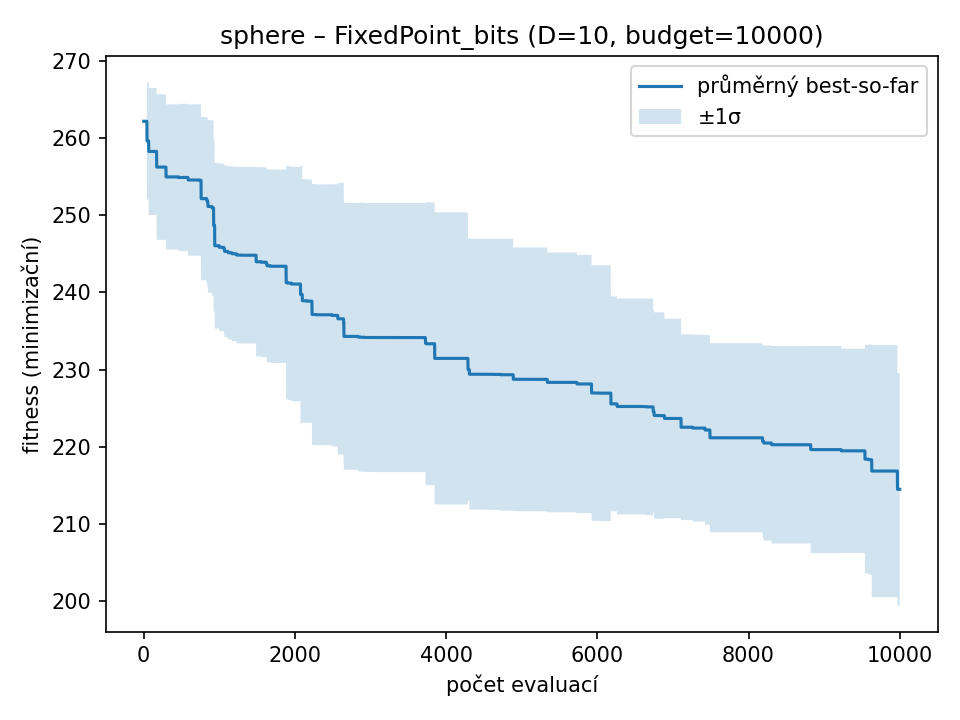 sphere – FixedPoint_bits (D=10, budget=10000)
průměrný best-so-far
±1σ
fitness (minimizační)
270
260
250
240
230
220
210
200
0 2000 4000 6000 8000 10000
počet evaluací